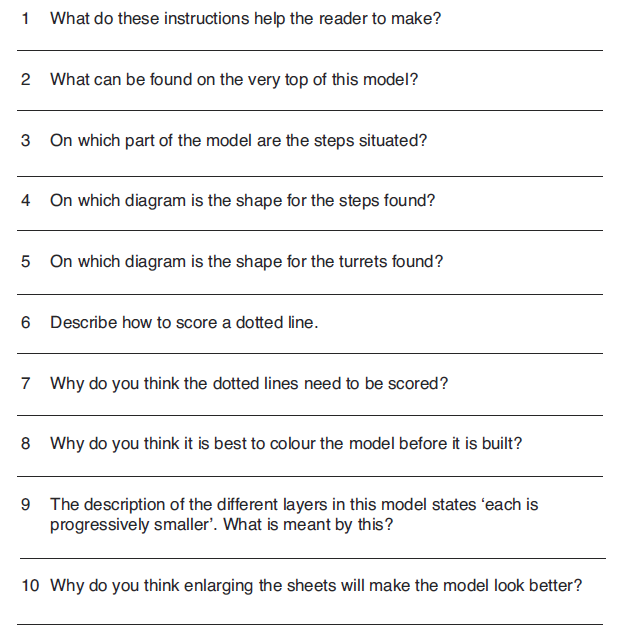 1 What do these instructions help the reader to make?
2 What can be found on the very top of this model?
3 On which part of the model are the steps situated?
4 On which diagram is the shape for the steps found?
5 On which diagram is the shape for the turrets found?
6 Describe how to score a dotted line.
7 Why do you think the dotted lines need to be scored?
8 Why do you think it is best to colour the model before it is built?
9 The description of the different layers in this model states ‘each is
progressively smaller’. What is meant by this?
10 Why do you think enlarging the sheets will make the model look better?